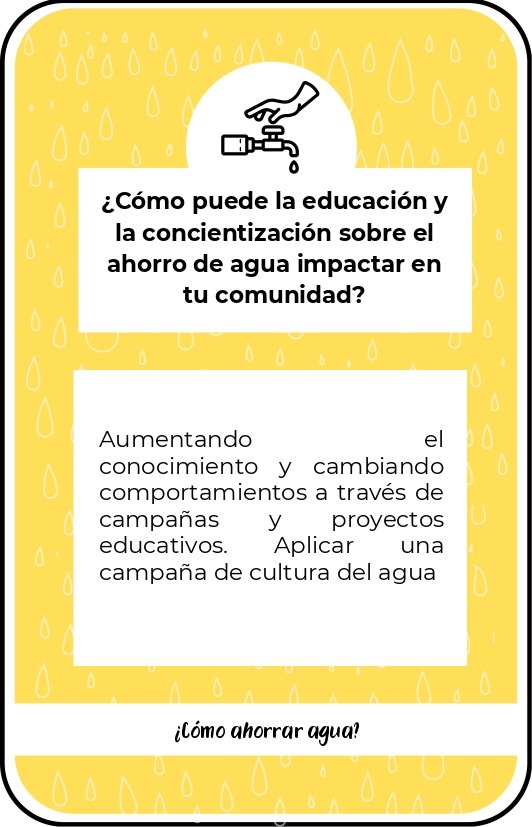 ¿Cómo puede la educación y
la concientización sobre el
ahorro de agua impactar en
tu comunidad?
Aumentando el
conocimiento y cambiando
comportamientos a través de
campañas y proyectos
educativos. Aplicar una
campaña de cultura del agua
¿Cómo ahorrar agua?